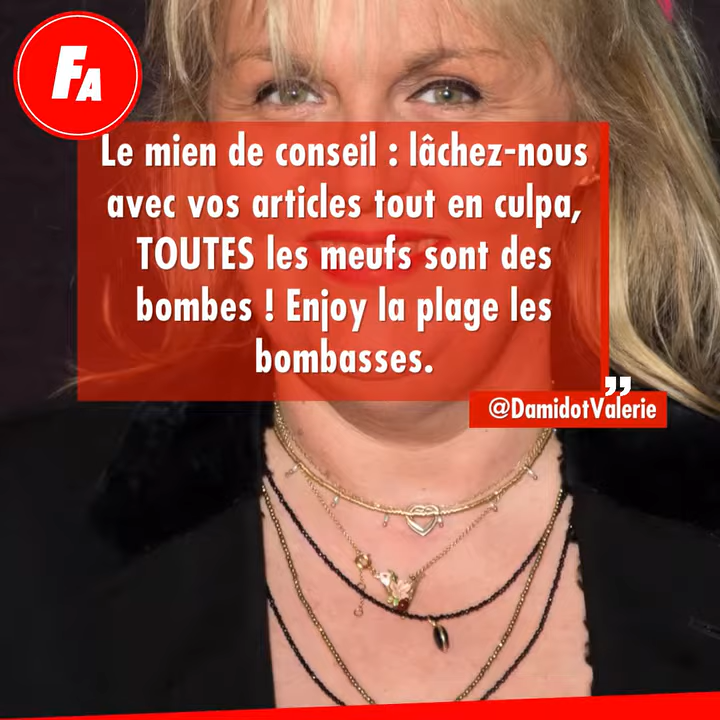 FA
Le mien de conseil : lâchez-nous
avec vos articles tout en culpa,
TOUTES les meufs sont des
bombes ! Enjoy la plage les
bombasses.
”
@DamidotValerie